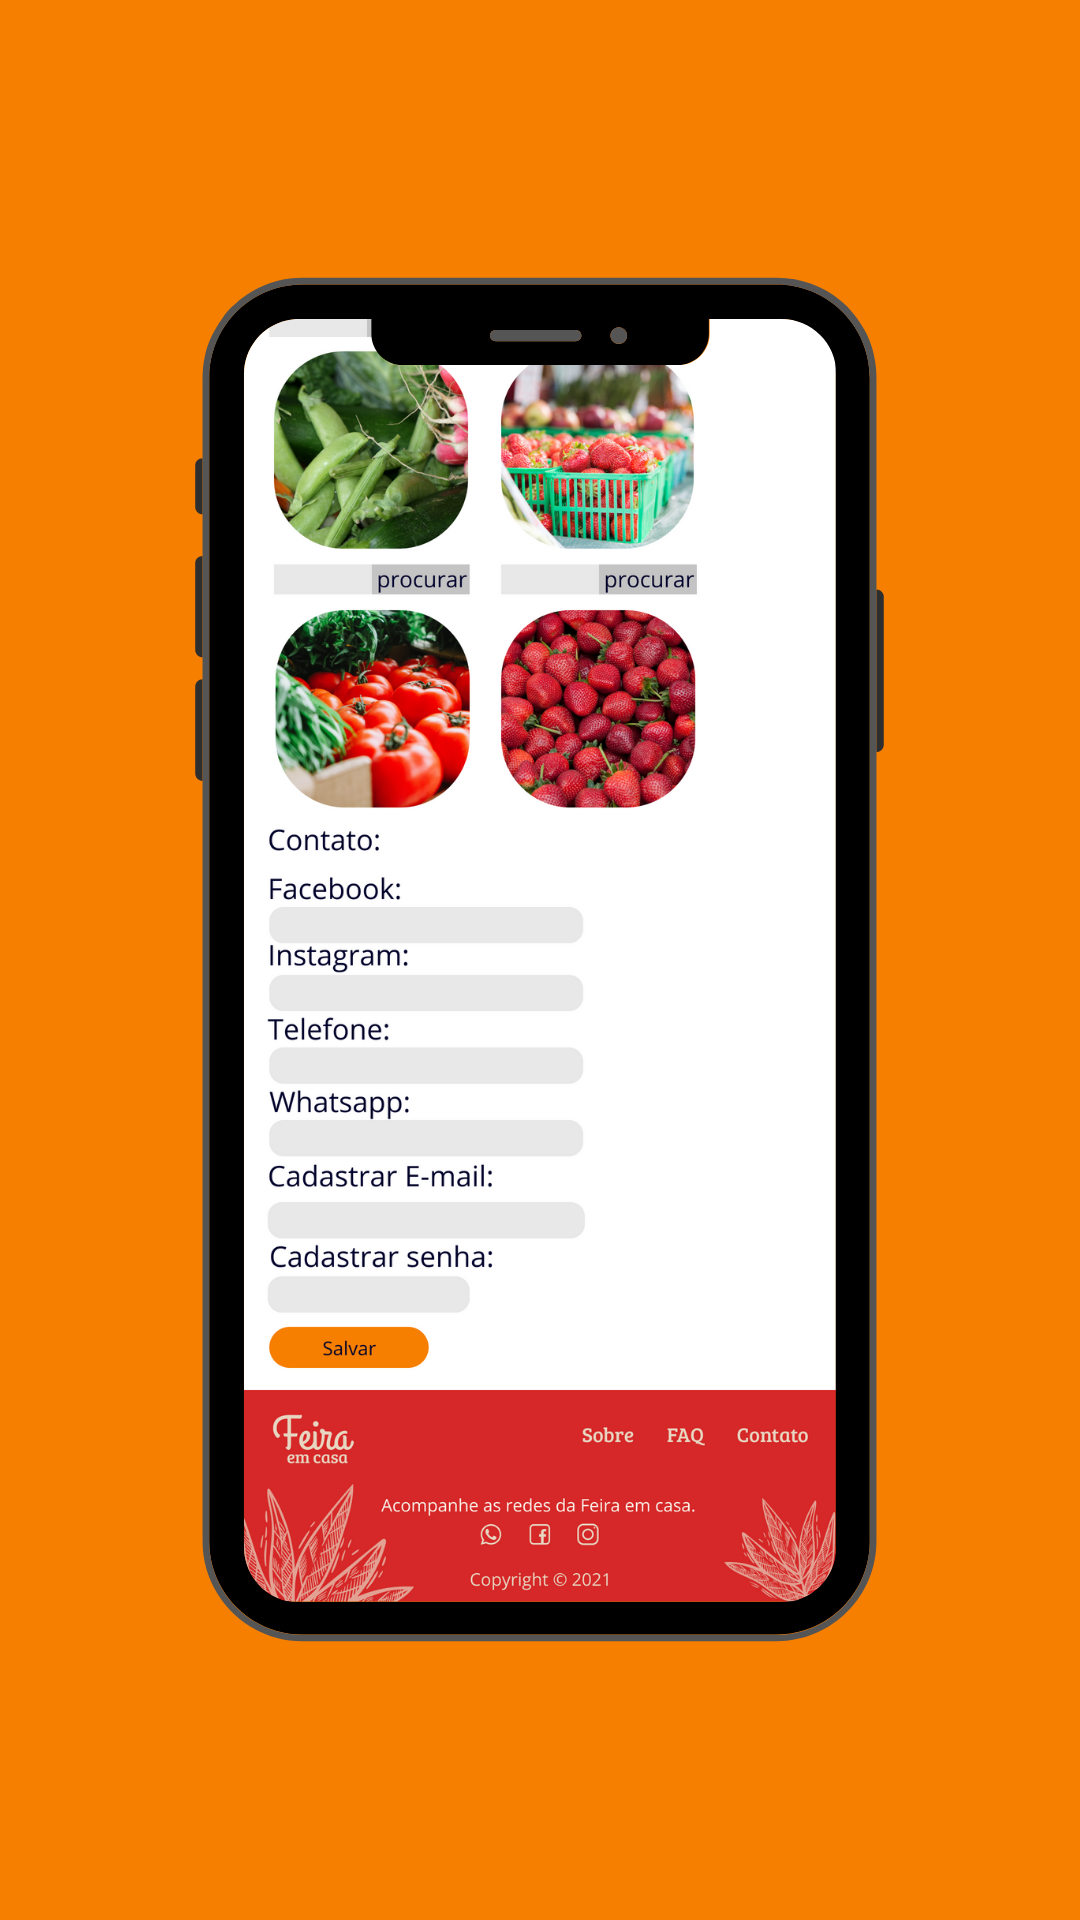 procurar procurar
Contato:
Facebook:
Instagram:
Telefone:
Whatsapp:
Cadastrar E-mail:
Cadastrar senha:
Salvar
Feira
em casa
Sobre FAQ Contato
Acompanhe as redes da Feira em casa.
Copyright © 2021